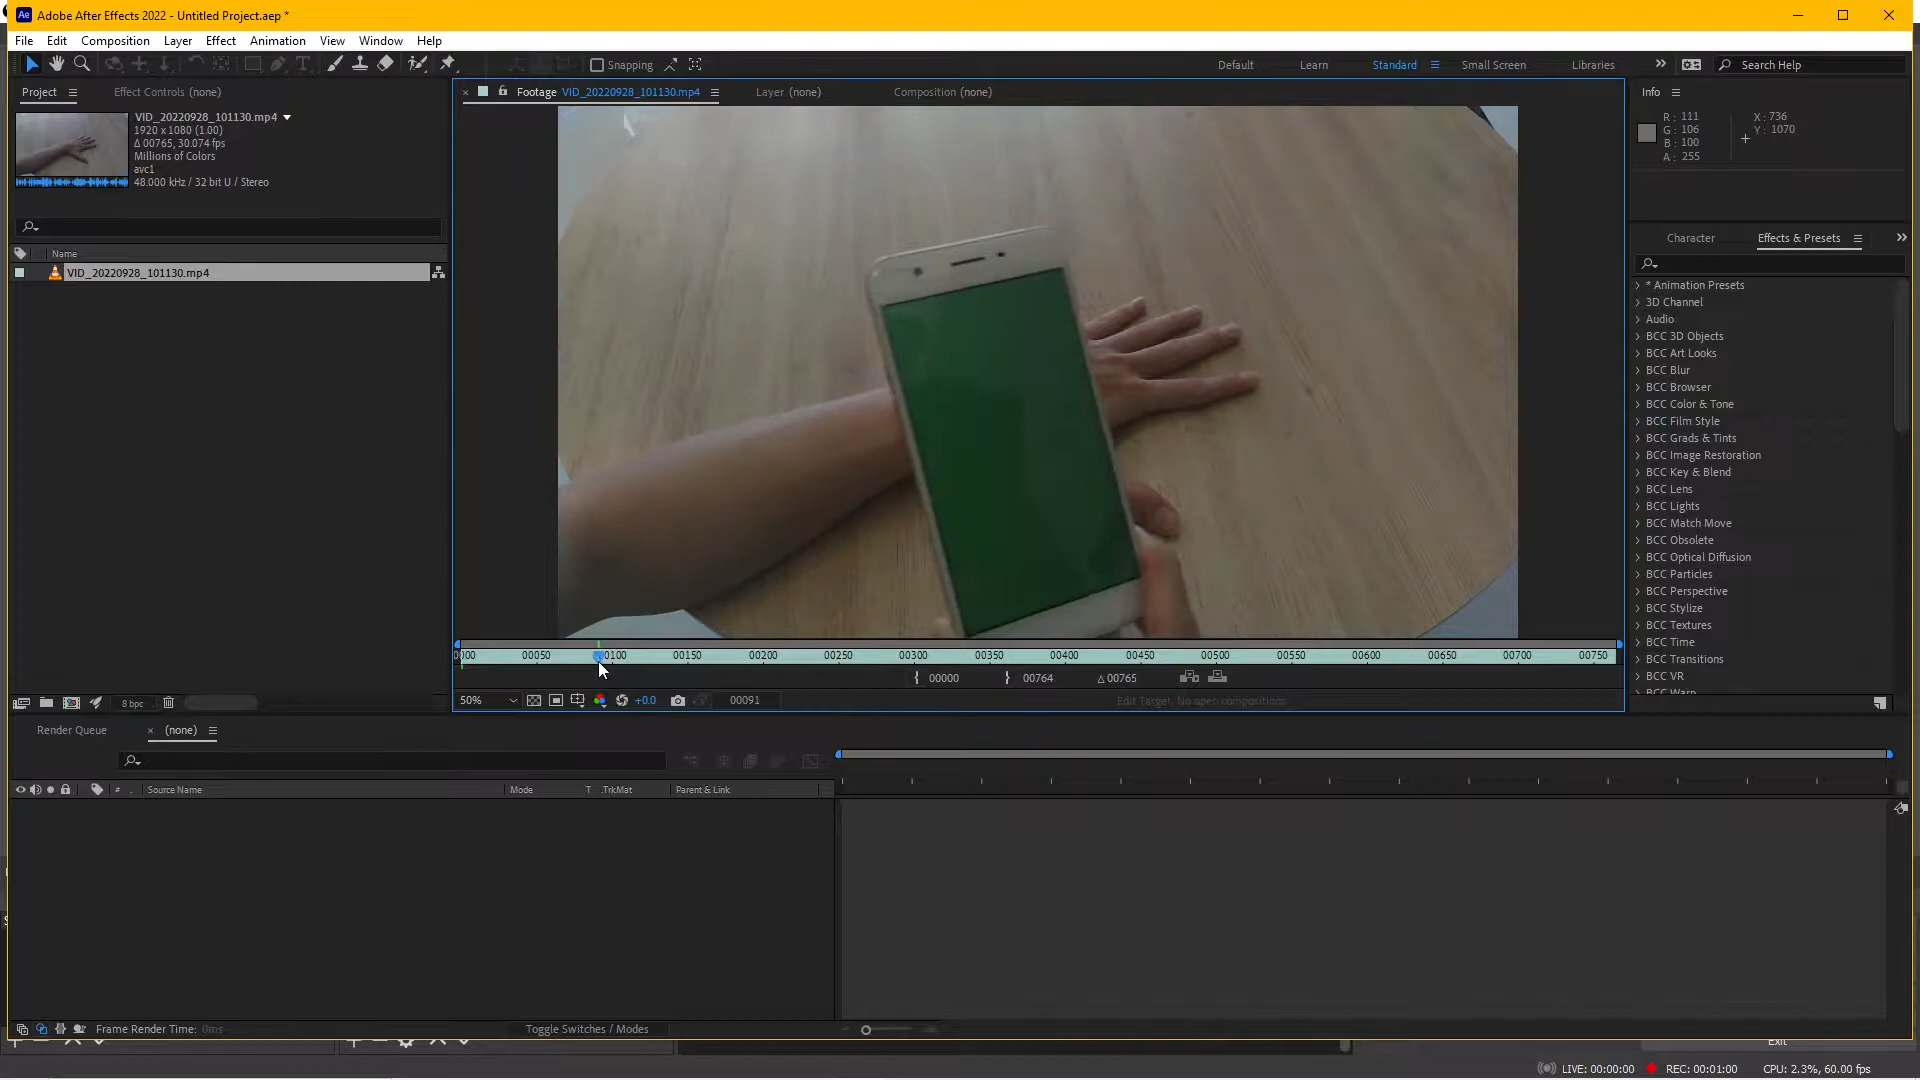 Adobe After Effects 2022 - Untitled Project.aep *
File Edit Composition Layer Effect Animation View Window Help
Snapping
Default Learn Standard Small Screen Libraries
Search Help
Project
Effect Controls (none)
VID_20220928_101130.mp4
1920 x 1080 (1.00)
Δ 00765, 30.074 fps
Millions of Colors
avc1
48.000 kHz / 32 bit U / Stereo
Name
VID_20220928_101130.mp4
8 bpc
Footage VID_20220928_101130.mp4
Layer (none)
Composition (none)
0000 00050 00100 00150 00200 00250 00300 00350 00400 00450 00500 00550 00600 00650 00700 00750
00000 00764 Δ 00765
50% +0.0 00091
Edit Target: No open compositions
Info
R : 111
G : 106
B : 100
A : 255
X : 736
Y : 1070
Character
Effects & Presets
* Animation Presets
3D Channel
Audio
BCC 3D Objects
BCC Art Looks
BCC Blur
BCC Browser
BCC Color & Tone
BCC Film Style
BCC Grads & Tints
BCC Image Restoration
BCC Key & Blend
BCC Lens
BCC Lights
BCC Match Move
BCC Obsolete
BCC Optical Diffusion
BCC Particles
BCC Perspective
BCC Stylize
BCC Textures
BCC Time
BCC Transitions
BCC VR
BCC Warp
Render Queue
(none)
# Source Name Mode T .TrkMat Parent & Link
Frame Render Time: 0ms
Toggle Switches / Modes
Exit
LIVE: 00:00:00 REC: 00:01:00 CPU: 2.3%, 60.00 fps